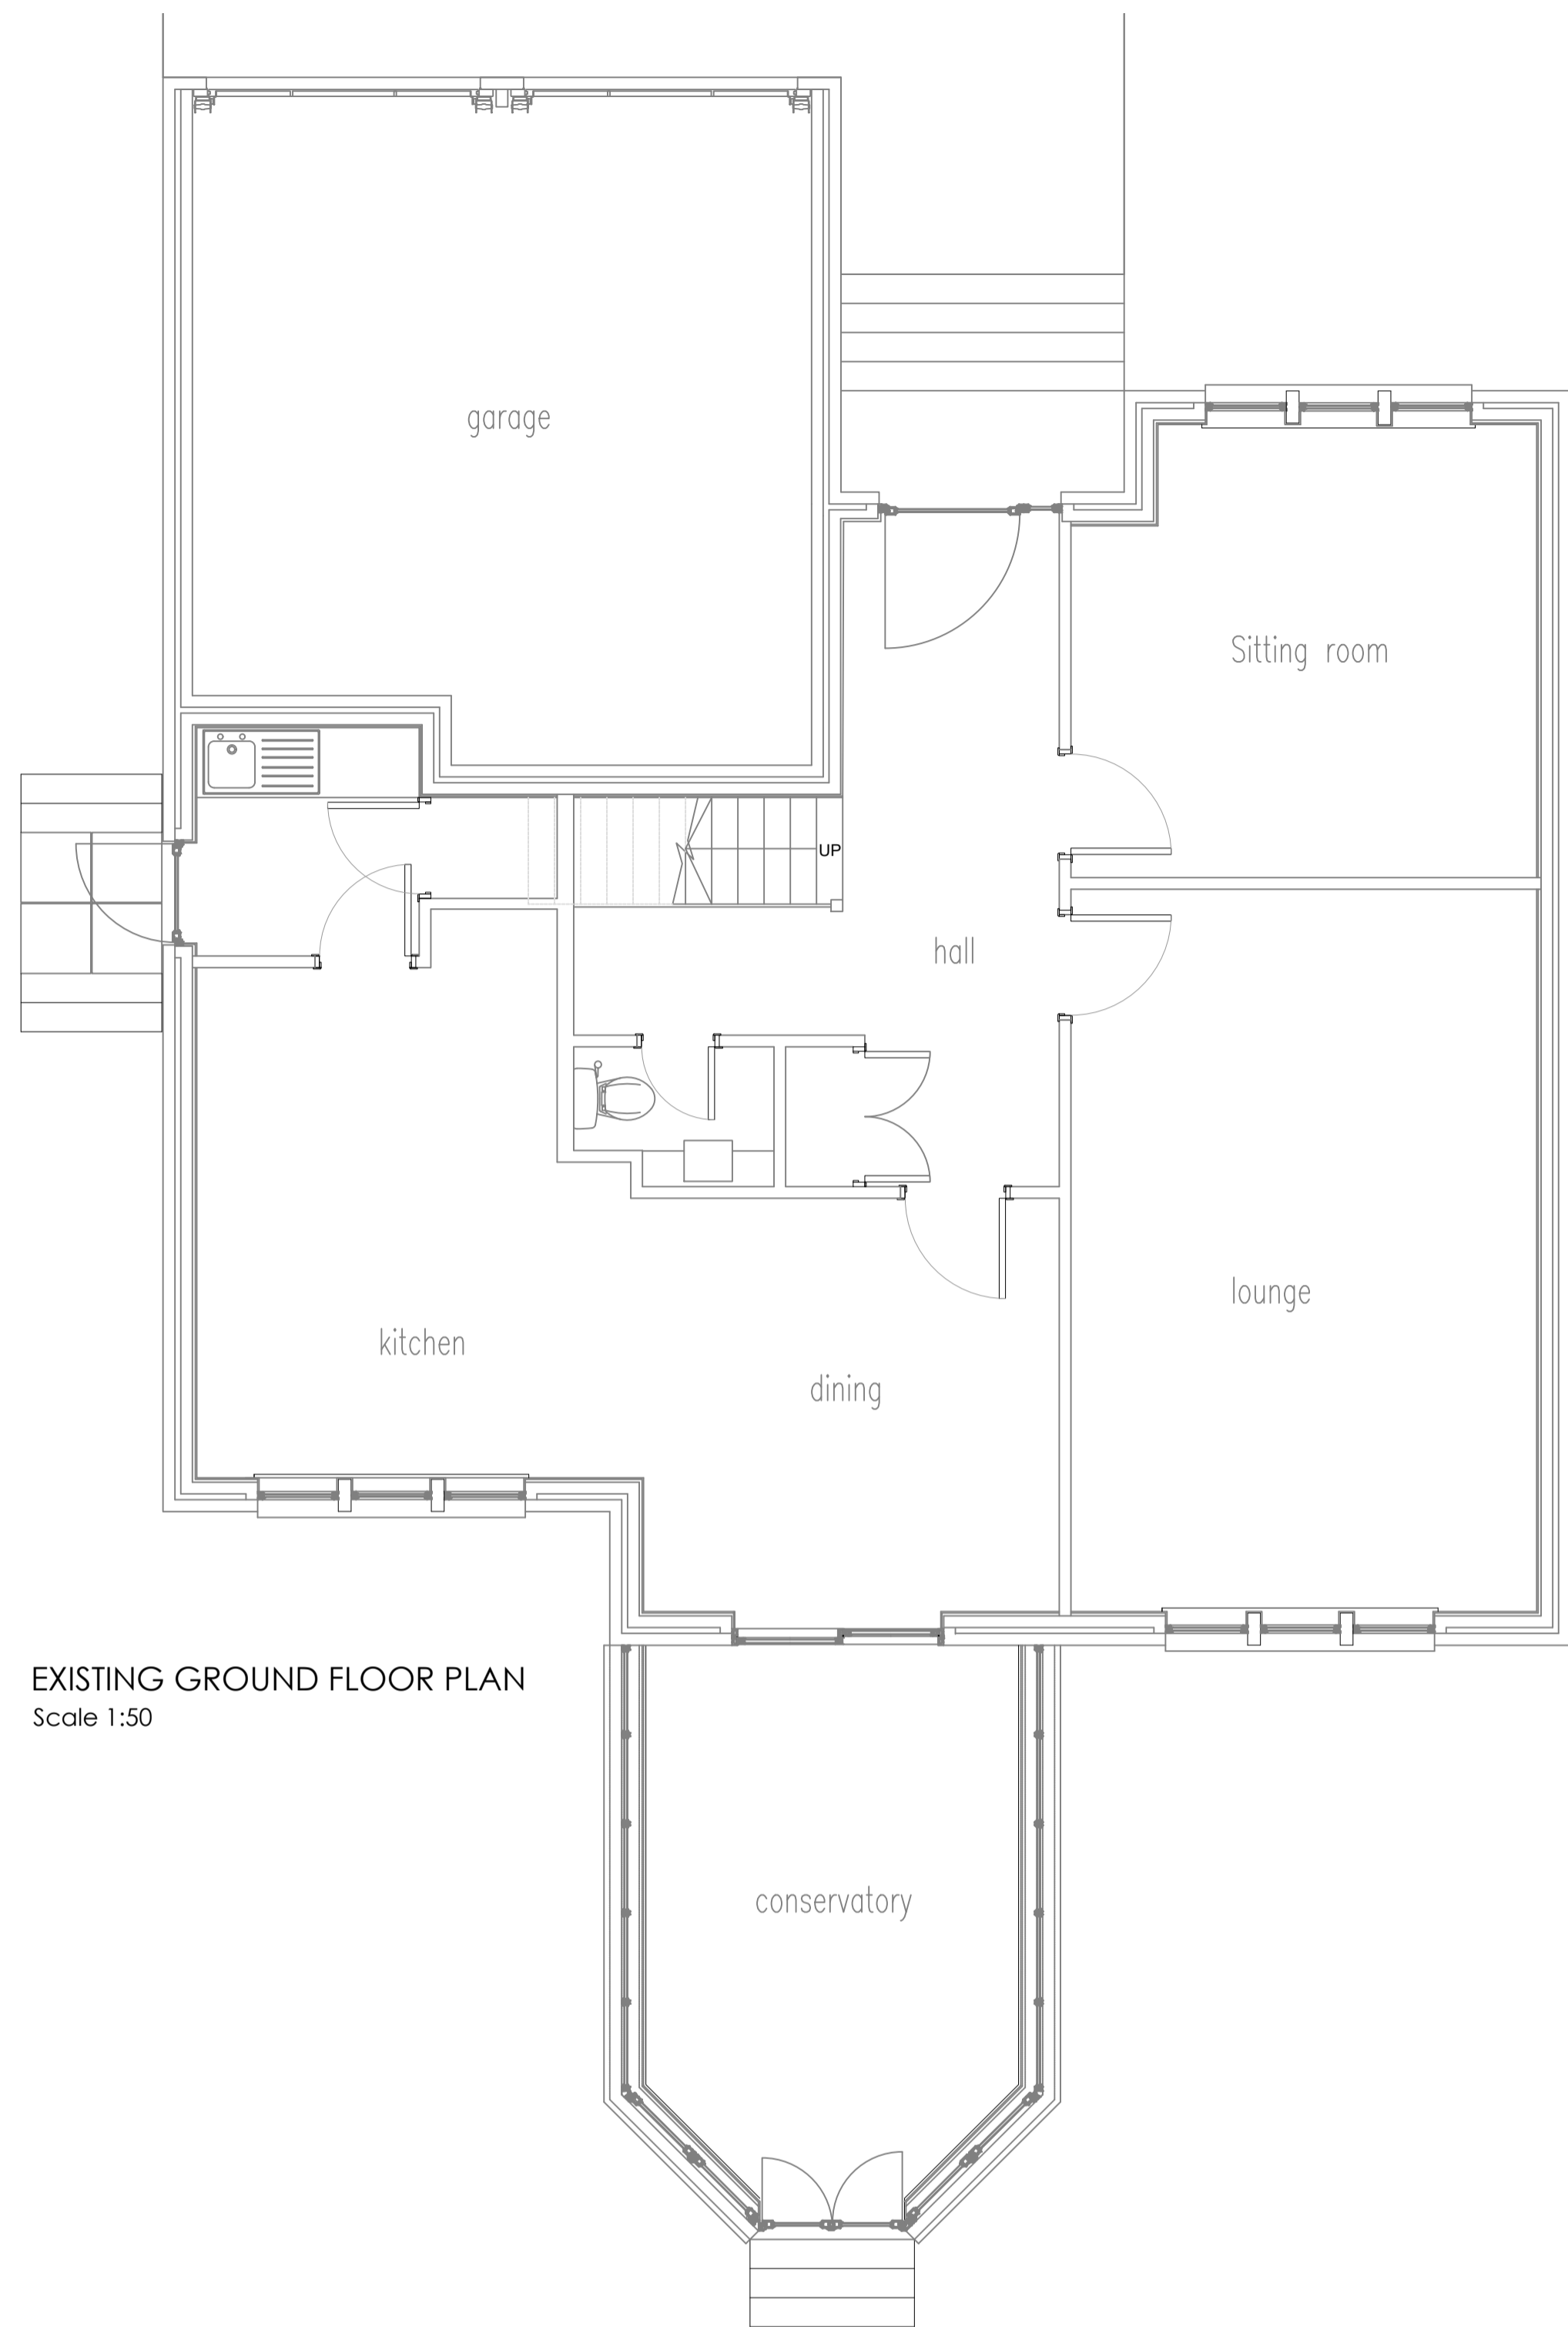 garage
Sitting room
UP
hall
lounge
kitchen
dining
EXISTING GROUND FLOOR PLAN
Scale 1:50
conservatory